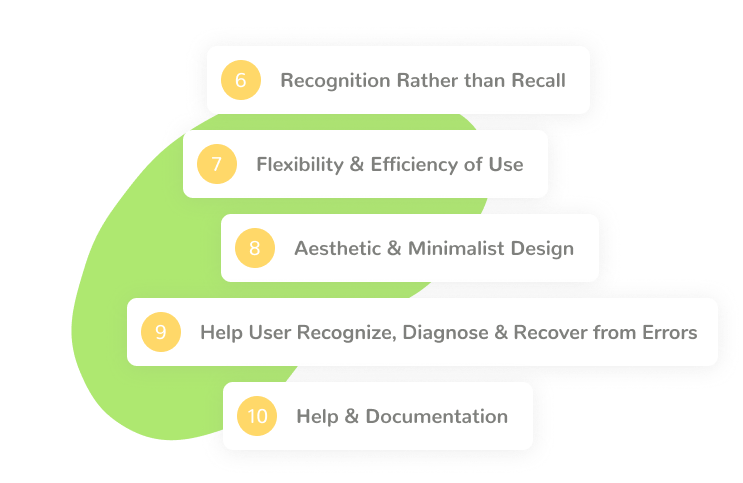 6 Recognition Rather than Recall
7 Flexibility & Efficiency of Use
8 Aesthetic & Minimalist Design
9 Help User Recognize, Diagnose & Recover from Errors
10 Help & Documentation